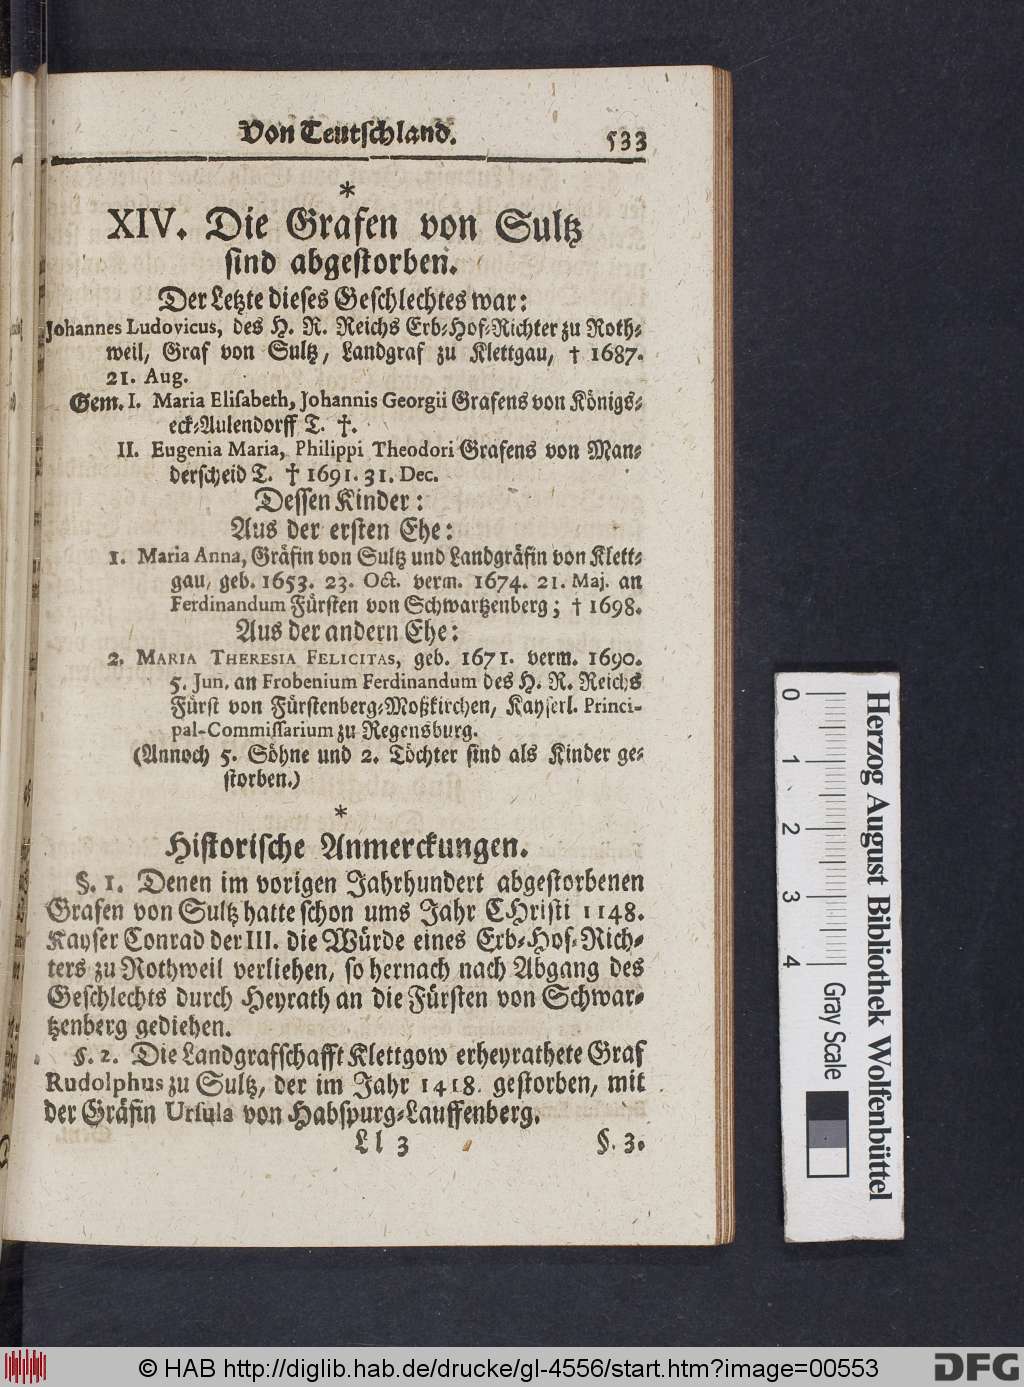 Von Teutschland. 533
*
XIV. Die Grafen von Sultz
sind abgestorben.
Der Letzte dieses Geschlechtes war:
Johannes Ludovicus, des H. R. Reichs Erb-Hof-Richter zu Roth-
weil, Graf von Sultz, Landgraf zu Klettgau, † 1687.
21. Aug.
Gem. I. Maria Elisabeth, Johannis Georgii Grafens von Königs-
eck-Aulendorff T. †.
II. Eugenia Maria, Philippi Theodori Grafens von Man-
derscheid T. † 1691. 31. Dec.
Dessen Kinder:
Aus der ersten Ehe:
1. Maria Anna, Gräfin von Sultz und Landgräfin von Klett-
gau, geb. 1653. 23. Oct. verm. 1674. 21. Maj. an
Ferdinandum Fürsten von Schwartzenberg; † 1698.
Aus der andern Ehe:
2. MARIA THERESIA FELICITAS, geb. 1671. verm. 1690.
5. Jun. an Frobenium Ferdinandum des H. R. Reichs
Fürst von Fürstenberg-Moßkirchen, Kayserl. Princi-
pal-Commissarium zu Regensburg.
(Annoch 5. Söhne und 2. Töchter sind als Kinder ge-
storben.)
*
Historische Anmerckungen.
§. 1. Denen im vorigen Jahrhundert abgestorbenen
Grafen von Sultz hatte schon ums Jahr CHristi 1148.
Kayser Conrad der III. die Würde eines Erb-Hof-Rich-
ters zu Rothweil verliehen, so hernach nach Abgang des
Geschlechts durch Heyrath an die Fürsten von Schwar-
tzenberg gediehen.
§. 2. Die Landgrafschafft Klettgow erheyrathete Graf
Rudolphus zu Sultz, der im Jahr 1418. gestorben, mit
der Gräfin Ursula von Habspurg-Lauffenberg.
Ll 3 §. 3.
0 1 2 3 4 Gray Scale
Herzog August Bibliothek Wolfenbüttel
© HAB http://diglib.hab.de/drucke/gl-4556/start.htm?image=00553
DFG